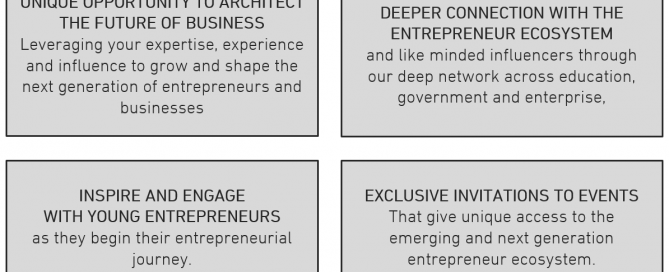 UNIQUE OPPORTUNITY TO ARCHITECT
THE FUTURE OF BUSINESS
Leveraging your expertise, experience
and influence to grow and shape the
next generation of entrepreneurs and
businesses
DEEPER CONNECTION WITH THE
ENTREPRENEUR ECOSYSTEM
and like minded influencers through
our deep network across education,
government and enterprise,
INSPIRE AND ENGAGE
WITH YOUNG ENTREPRENEURS
as they begin their entrepreneurial
journey.
EXCLUSIVE INVITATIONS TO EVENTS
That give unique access to the
emerging and next generation
entrepreneur ecosystem.